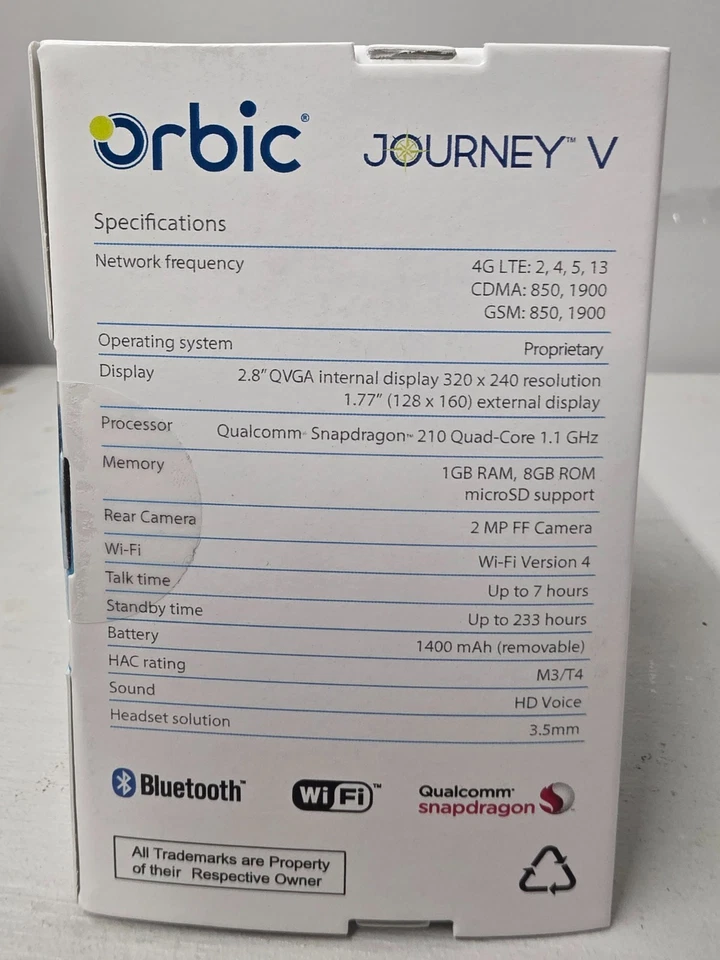 Orbic® JOURNEY™ V
Specifications
Network frequency 4G LTE: 2, 4, 5, 13
CDMA: 850, 1900
GSM: 850, 1900
Operating system Proprietary
Display 2.8" QVGA internal display 320 x 240 resolution
1.77" (128 x 160) external display
Processor Qualcomm® Snapdragon™ 210 Quad-Core 1.1 GHz
Memory 1GB RAM, 8GB ROM
microSD support
Rear Camera 2 MP FF Camera
Wi-Fi Wi-Fi Version 4
Talk time Up to 7 hours
Standby time Up to 233 hours
Battery 1400 mAh (removable)
HAC rating M3/T4
Sound HD Voice
Headset solution 3.5mm
Bluetooth™ WiFi™ Qualcomm®
snapdragon™
All Trademarks are Property
of their Respective Owner